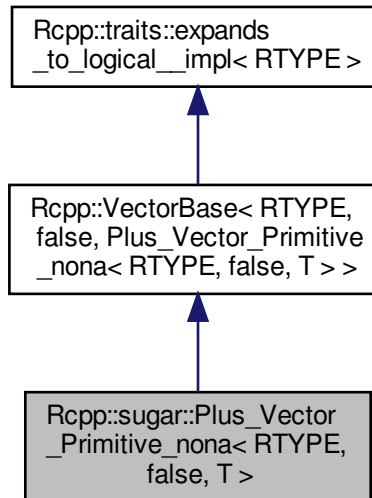 Rcpp::traits::expands
_to_logical__impl< RTYPE >
Rcpp::VectorBase< RTYPE,
false, Plus_Vector_Primitive
_nona< RTYPE, false, T > >
Rcpp::sugar::Plus_Vector
_Primitive_nona< RTYPE,
false, T >